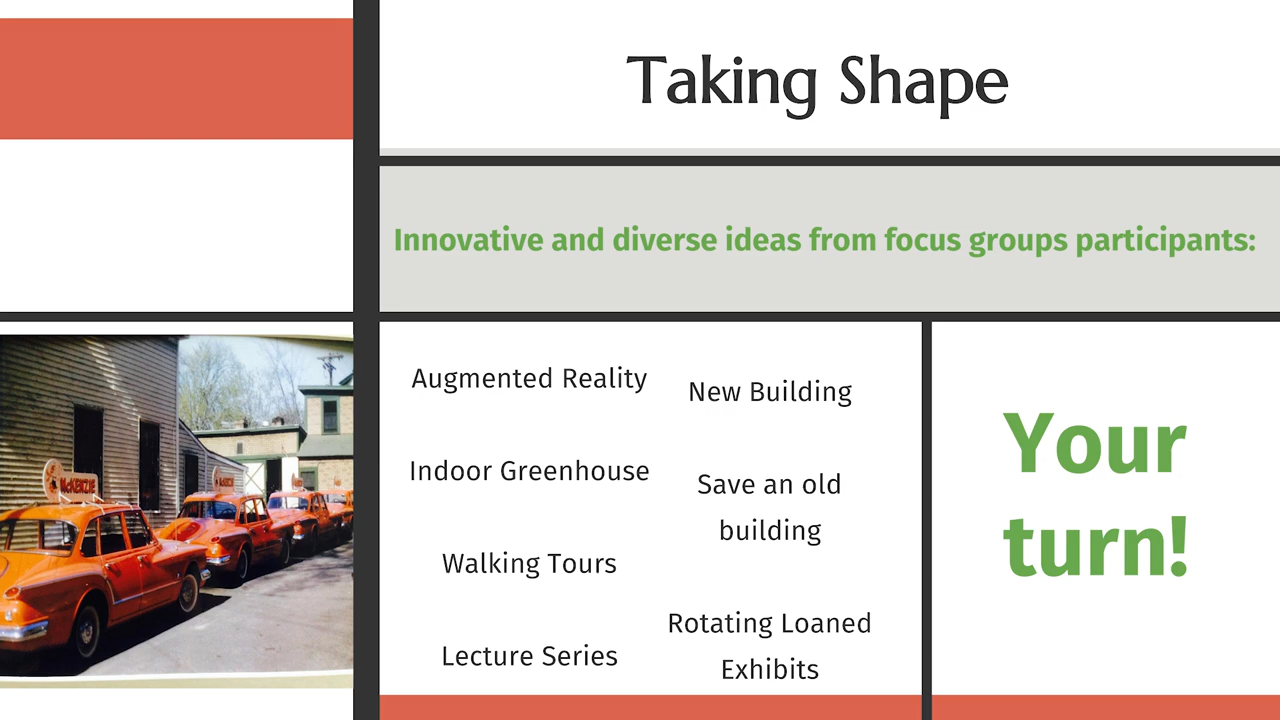 Taking Shape
Innovative and diverse ideas from focus groups participants:
Augmented Reality
Indoor Greenhouse
Walking Tours
Lecture Series
New Building
Save an old
building
Rotating Loaned
Exhibits
Your
turn!
McKENZIE